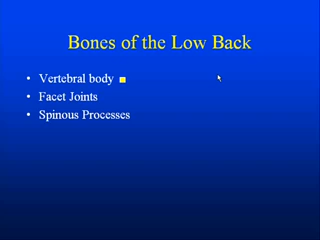 Bones of the Low Back
• Vertebral body
• Facet Joints
• Spinous Processes